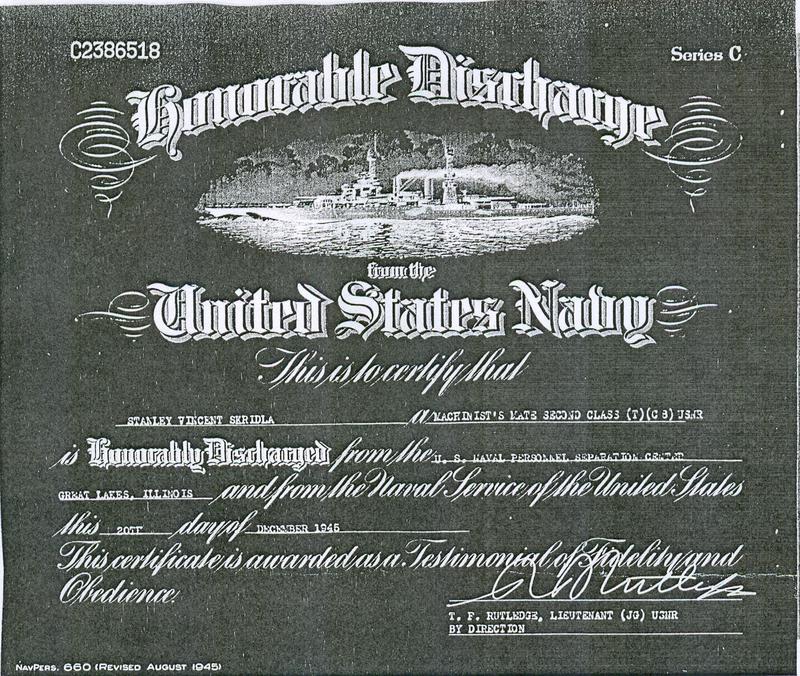 C2386518
Series C
Honorable Discharge
from the
United States Navy
This is to certify that
STANLEY VINCENT SKRIDLA a MACHINIST'S MATE SECOND CLASS (T)(CB) USNR
is Honorably Discharged from the U. S. NAVAL PERSONNEL SEPARATION CENTER
GREAT LAKES, ILLINOIS and from the Naval Service of the United States
this 20TH day of DECEMBER 1945
This certificate is awarded as a Testimonial of Fidelity and
Obedience.
T. F. RUTLEDGE, LIEUTENANT (JG) USNR
BY DIRECTION
NAVPERS. 660 (REVISED AUGUST 1945)